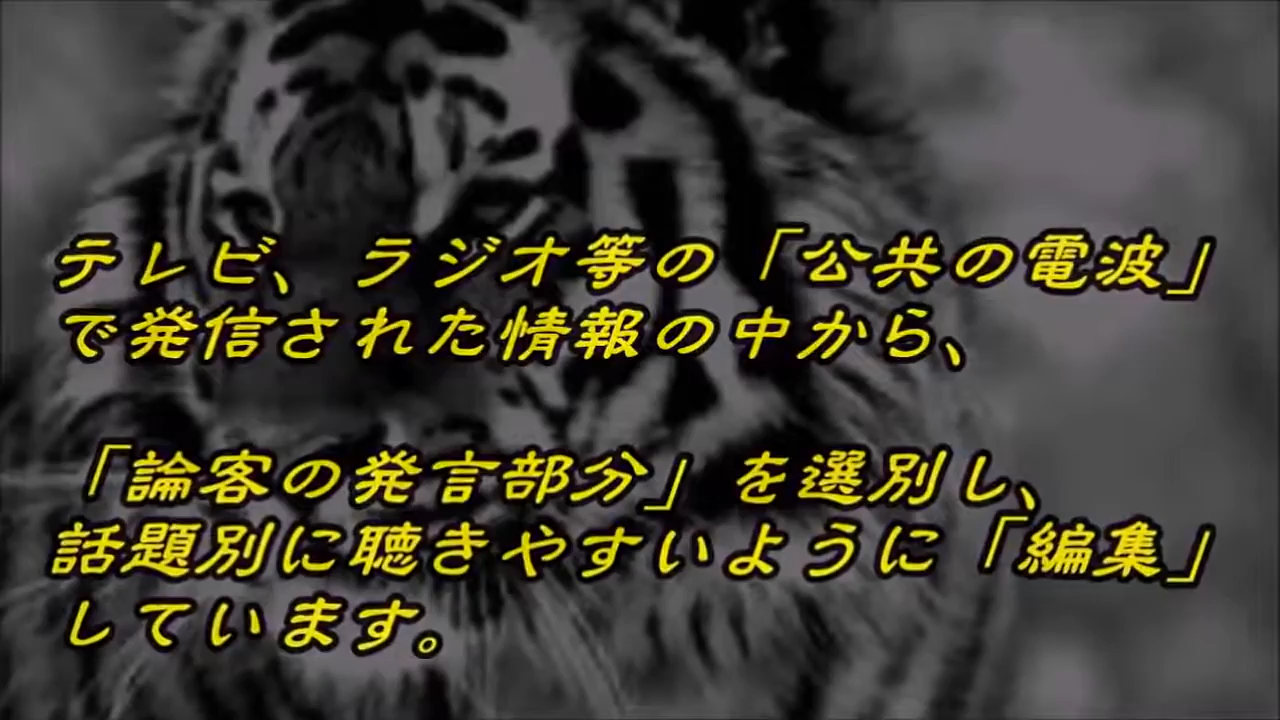 テレビ、ラジオ等の「公共の電波」
で発信された情報の中から、
「論客の発言部分」を選別し、
話題別に聴きやすいように「編集」
しています。